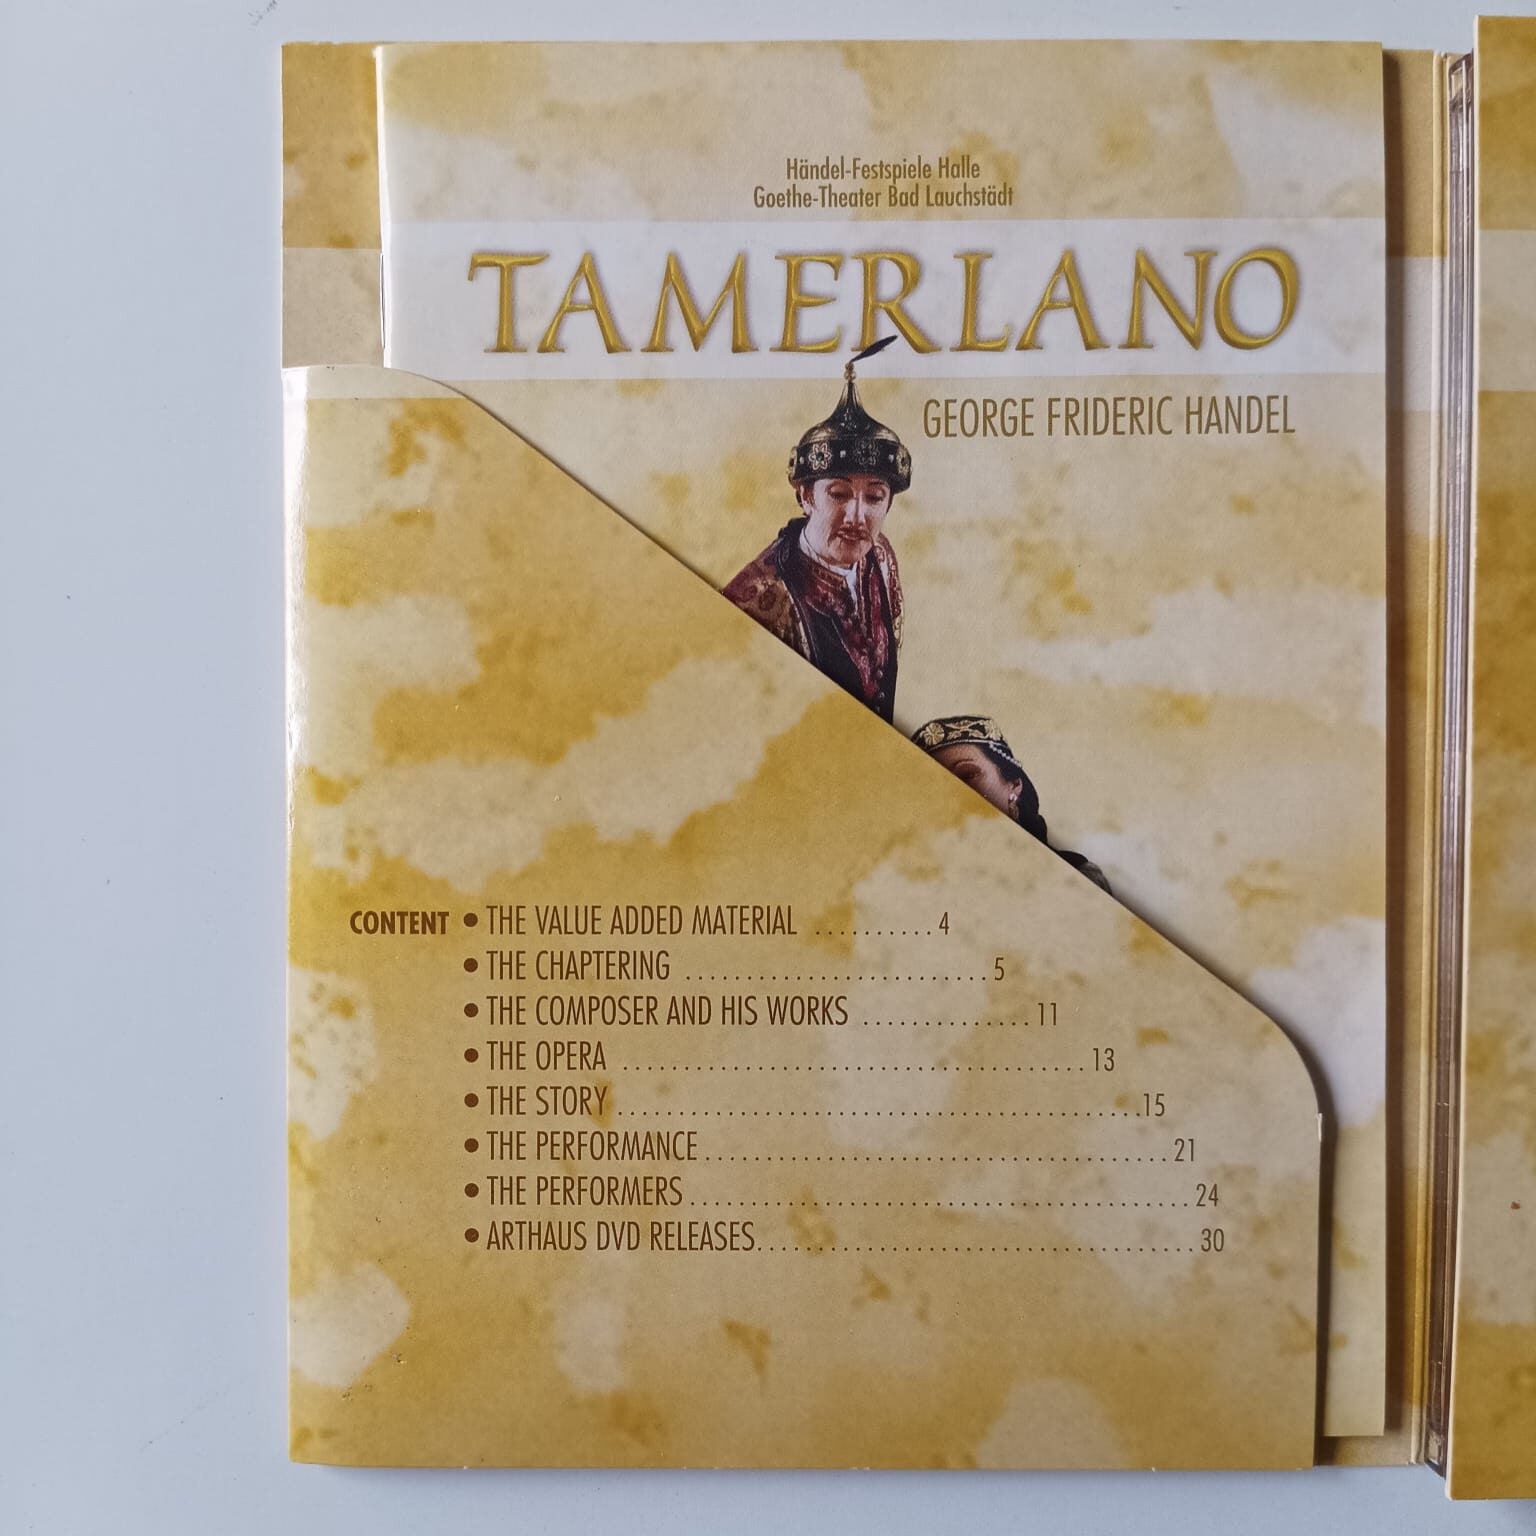 Händel-Festspiele Halle
Goethe-Theater Bad Lauchstädt
TAMERLANO
GEORGE FRIDERIC HANDEL
CONTENT • THE VALUE ADDED MATERIAL .......... 4
• THE CHAPTERING ......................... 5
• THE COMPOSER AND HIS WORKS .............. 11
• THE OPERA ...................................... 13
• THE STORY ........................................... 15
• THE PERFORMANCE ...................................... 21
• THE PERFORMERS ......................................... 24
• ARTHAUS DVD RELEASES .................................... 30